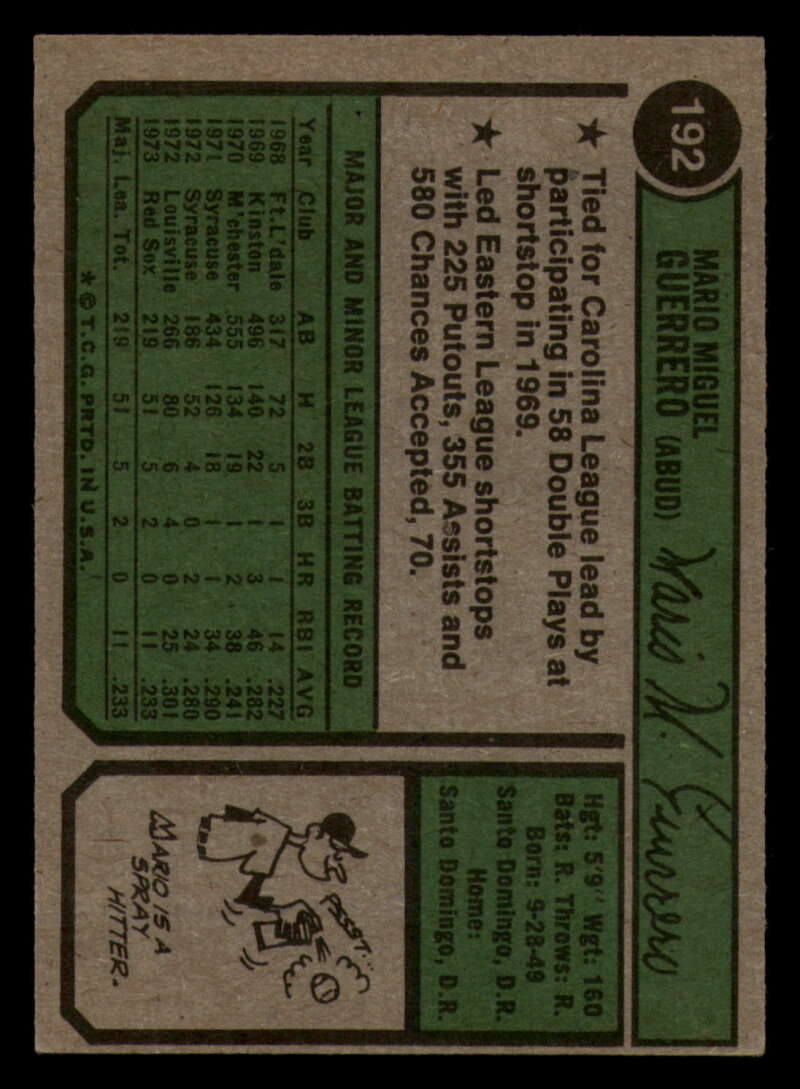 192
MARIO MIGUEL
GUERRERO (ABUD)
Mario M. Guerrero
★ Tied for Carolina League lead by
participating in 58 Double Plays at
shortstop in 1969.
★ Led Eastern League shortstops
with 225 Putouts, 355 Assists and
580 Chances Accepted, 70.
MAJOR AND MINOR LEAGUE BATTING RECORD
Year Club AB H 2B 3B HR RBI AVG
1968 Ft.L'dale 317 72 5 1 1 14 .227
1969 Kinston 496 140 22 1 3 46 .282
1970 M'chester 555 134 19 1 2 38 .241
1971 Syracuse 434 126 18 1 1 34 .290
1972 Syracuse 186 52 4 0 2 24 .280
1972 Louisville 266 80 6 4 0 25 .301
1973 Red Sox 219 51 5 2 0 11 .233
Maj. Lea. Tot. 219 51 5 2 0 11 .233
* © T.C.G. PRTD. IN U.S.A.
Hgt: 5'9" Wgt: 160
Bats: R. Throws: R.
Born: 9-28-49
Santo Domingo, D.R.
Home:
Santo Domingo, D.R.
PSST...
MARIO IS A
SPRAY
HITTER.